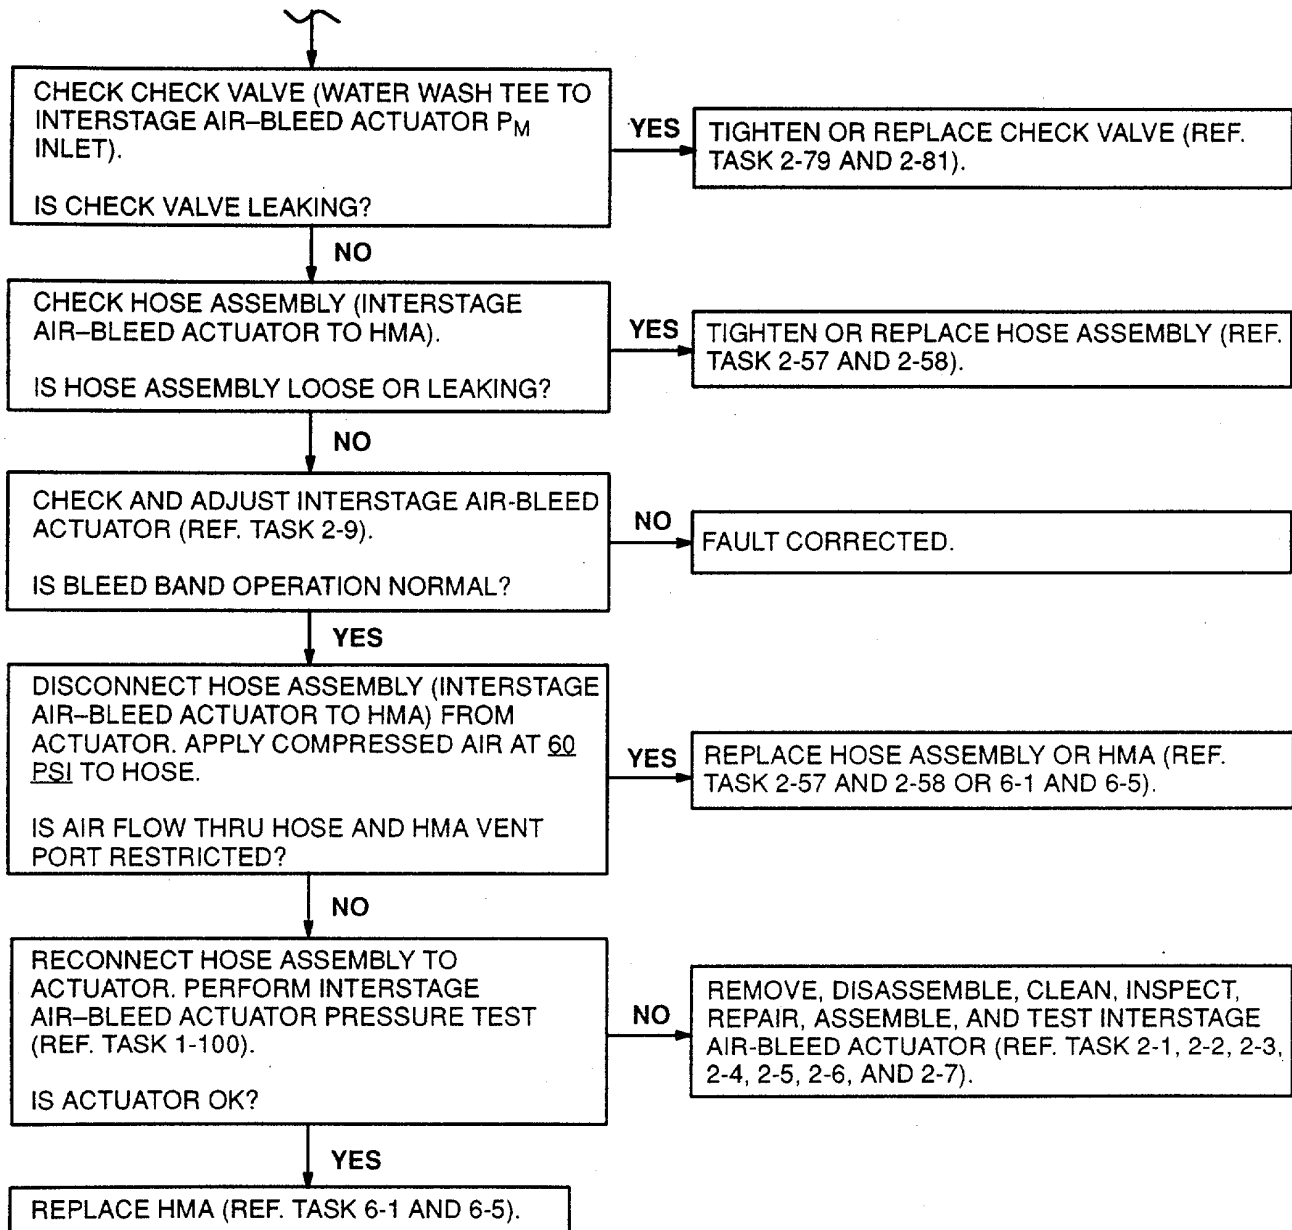 CHECK CHECK VALVE (WATER WASH TEE TO
INTERSTAGE AIR–BLEED ACTUATOR PM
INLET).
IS CHECK VALVE LEAKING?
YES
TIGHTEN OR REPLACE CHECK VALVE (REF.
TASK 2-79 AND 2-81).
NO
CHECK HOSE ASSEMBLY (INTERSTAGE
AIR–BLEED ACTUATOR TO HMA).
IS HOSE ASSEMBLY LOOSE OR LEAKING?
YES
TIGHTEN OR REPLACE HOSE ASSEMBLY (REF.
TASK 2-57 AND 2-58).
NO
CHECK AND ADJUST INTERSTAGE AIR-BLEED
ACTUATOR (REF. TASK 2-9).
IS BLEED BAND OPERATION NORMAL?
NO
FAULT CORRECTED.
YES
DISCONNECT HOSE ASSEMBLY (INTERSTAGE
AIR–BLEED ACTUATOR TO HMA) FROM
ACTUATOR. APPLY COMPRESSED AIR AT 60
PSI TO HOSE.
IS AIR FLOW THRU HOSE AND HMA VENT
PORT RESTRICTED?
YES
REPLACE HOSE ASSEMBLY OR HMA (REF.
TASK 2-57 AND 2-58 OR 6-1 AND 6-5).
NO
RECONNECT HOSE ASSEMBLY TO
ACTUATOR. PERFORM INTERSTAGE
AIR–BLEED ACTUATOR PRESSURE TEST
(REF. TASK 1-100).
IS ACTUATOR OK?
NO
REMOVE, DISASSEMBLE, CLEAN, INSPECT,
REPAIR, ASSEMBLE, AND TEST INTERSTAGE
AIR-BLEED ACTUATOR (REF. TASK 2-1, 2-2, 2-3,
2-4, 2-5, 2-6, AND 2-7).
YES
REPLACE HMA (REF. TASK 6-1 AND 6-5).